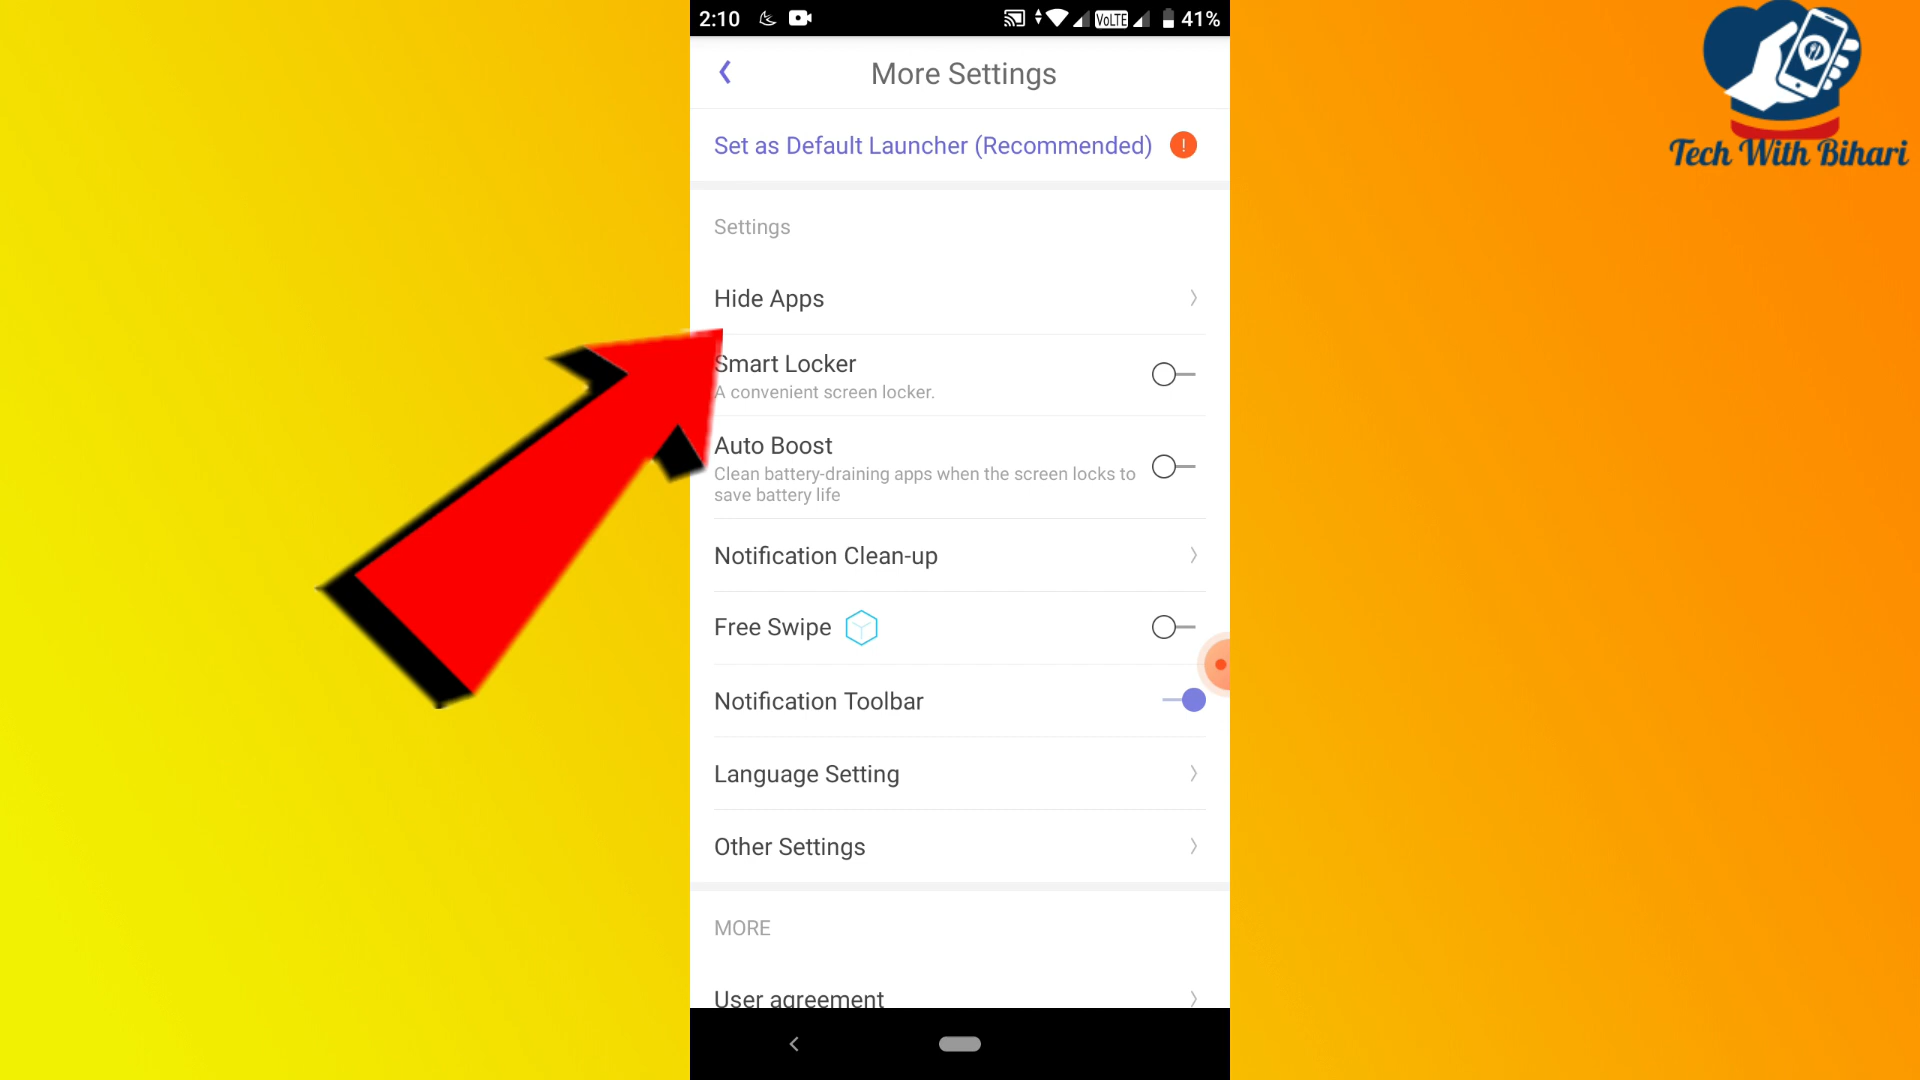 2:10
VoLTE 41%
Tech With Bihari
More Settings
Set as Default Launcher (Recommended)
!
Settings
Hide Apps
Smart Locker
A convenient screen locker.
Auto Boost
Clean battery-draining apps when the screen locks to
save battery life
Notification Clean-up
Free Swipe
Notification Toolbar
Language Setting
Other Settings
MORE
User agreement